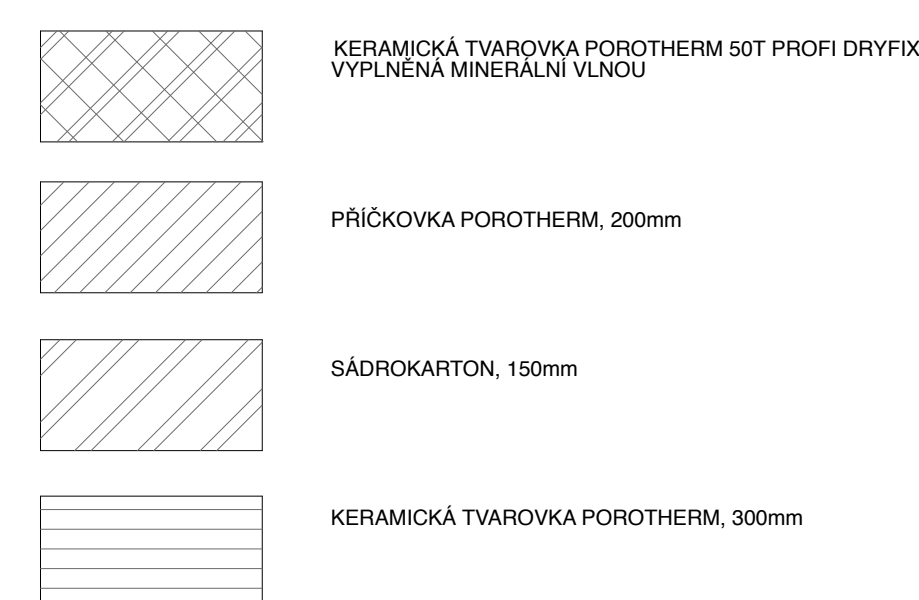 KERAMICKÁ TVAROVKA POROTHERM 50T PROFI DRYFIX
VYPLNĚNÁ MINERÁLNÍ VLNOU
PŘÍČKOVKA POROTHERM, 200mm
SÁDROKARTON, 150mm
KERAMICKÁ TVAROVKA POROTHERM, 300mm